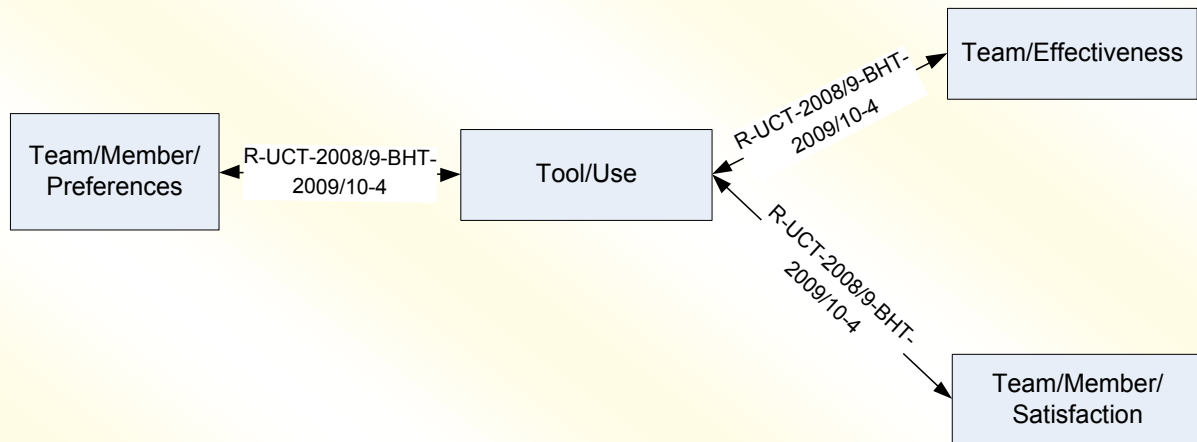 Team/Member/
Preferences
R-UCT-2008/9-BHT-
2009/10-4
Tool/Use
R-UCT-2008/9-BHT-
2009/10-4
Team/Effectiveness
R-UCT-2008/9-BHT-
2009/10-4
Team/Member/
Satisfaction